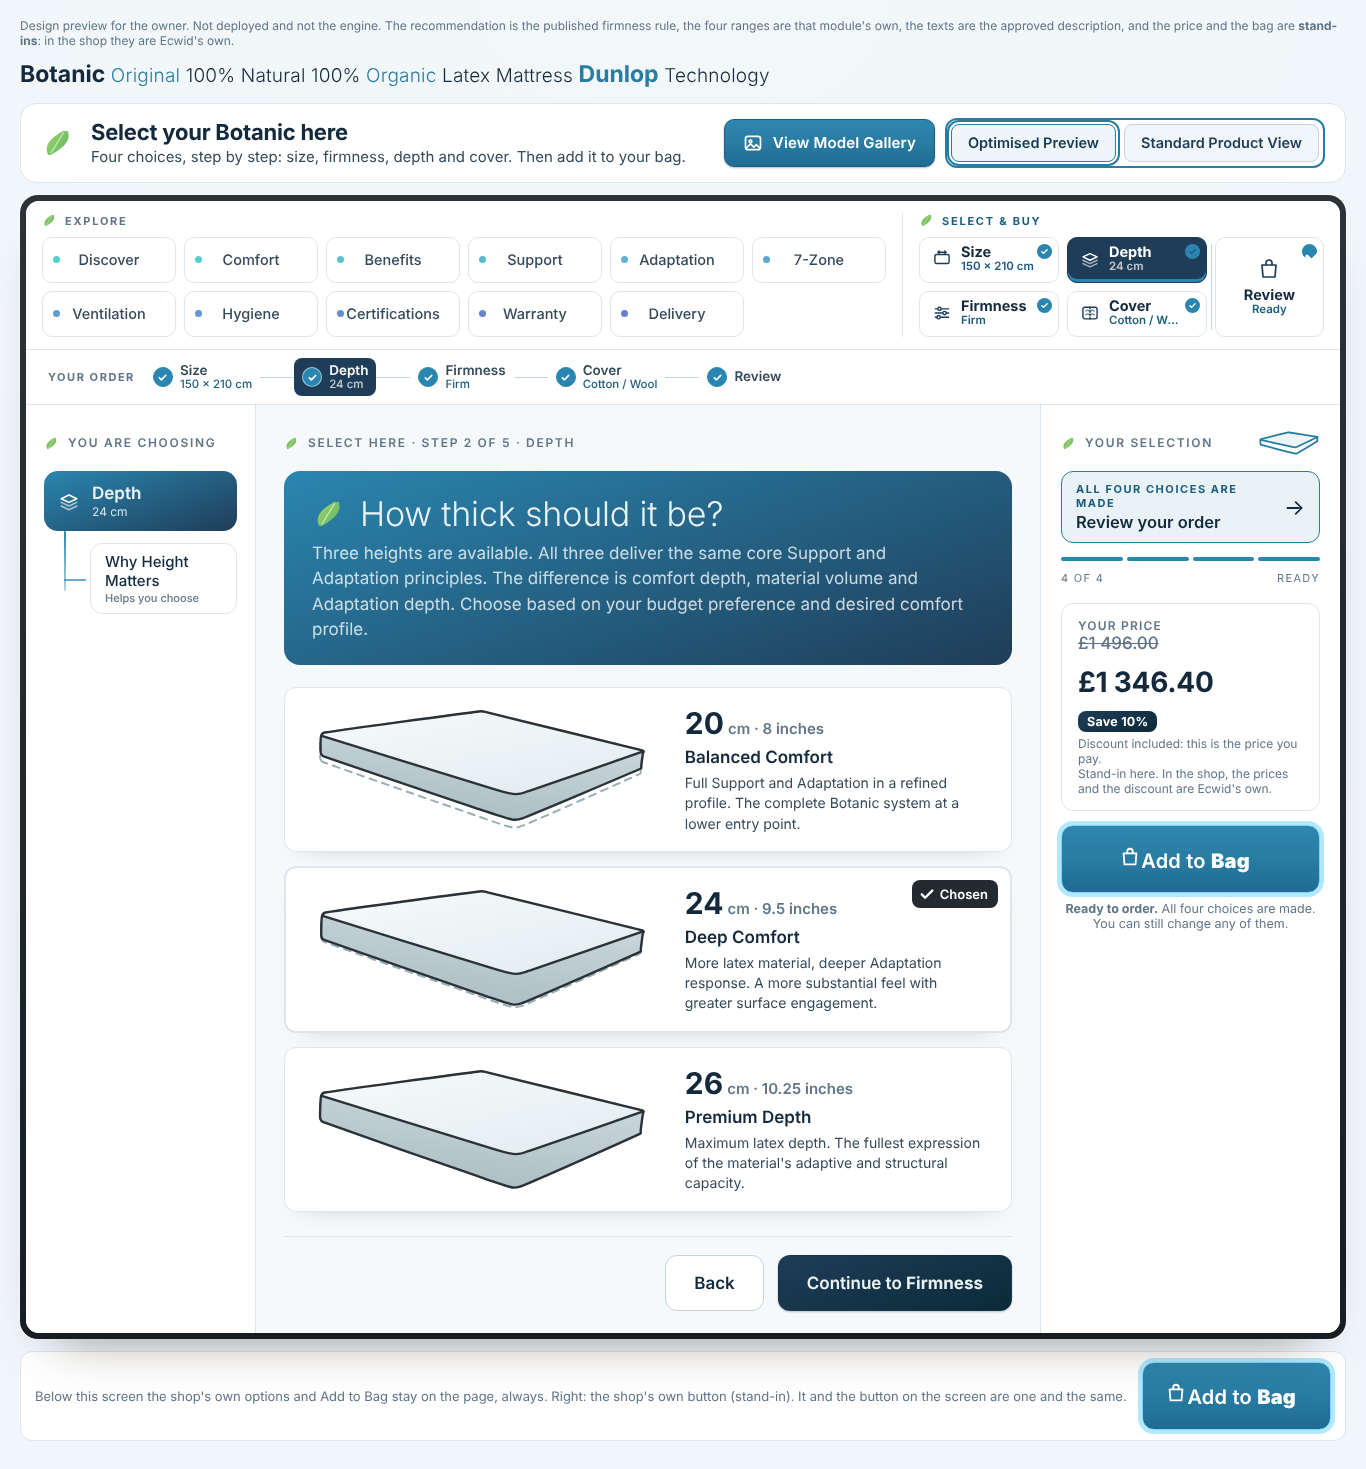 Design preview for the owner. Not deployed and not the engine. The recommendation is the published firmness rule, the four ranges are that module's own, the texts are the approved description, and the price and the bag are stand-
ins: in the shop they are Ecwid's own.
Botanic Original 100% Natural 100% Organic Latex Mattress Dunlop Technology
Select your Botanic here
Four choices, step by step: size, firmness, depth and cover. Then add it to your bag.
View Model Gallery
Optimised Preview
Standard Product View
EXPLORE
Discover
Comfort
Benefits
Support
Adaptation
7-Zone
Ventilation
Hygiene
Certifications
Warranty
Delivery
SELECT & BUY
Size
150 × 210 cm
Depth
24 cm
Firmness
Firm
Cover
Cotton / W...
Review
Ready
YOUR ORDER
Size
150 × 210 cm
Depth
24 cm
Firmness
Firm
Cover
Cotton / Wool
Review
YOU ARE CHOOSING
Depth
24 cm
Why Height
Matters
Helps you choose
SELECT HERE · STEP 2 OF 5 · DEPTH
How thick should it be?
Three heights are available. All three deliver the same core Support and
Adaptation principles. The difference is comfort depth, material volume and
Adaptation depth. Choose based on your budget preference and desired comfort
profile.
20 cm · 8 inches
Balanced Comfort
Full Support and Adaptation in a refined
profile. The complete Botanic system at a
lower entry point.
Chosen
24 cm · 9.5 inches
Deep Comfort
More latex material, deeper Adaptation
response. A more substantial feel with
greater surface engagement.
26 cm · 10.25 inches
Premium Depth
Maximum latex depth. The fullest expression
of the material's adaptive and structural
capacity.
Back
Continue to Firmness
YOUR SELECTION
ALL FOUR CHOICES ARE
MADE
Review your order
4 OF 4
READY
YOUR PRICE
£1 496.00
£1 346.40
Save 10%
Discount included: this is the price you
pay.
Stand-in here. In the shop, the prices
and the discount are Ecwid's own.
Add to Bag
Ready to order. All four choices are made.
You can still change any of them.
Below this screen the shop's own options and Add to Bag stay on the page, always. Right: the shop's own button (stand-in). It and the button on the screen are one and the same.
Add to Bag